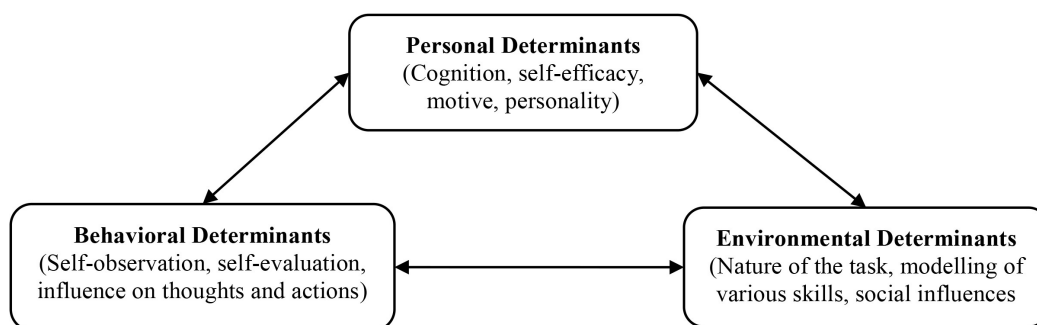 Personal Determinants
(Cognition, self-efficacy,
motive, personality)
Behavioral Determinants
(Self-observation, self-evaluation,
influence on thoughts and actions)
Environmental Determinants
(Nature of the task, modelling of
various skills, social influences